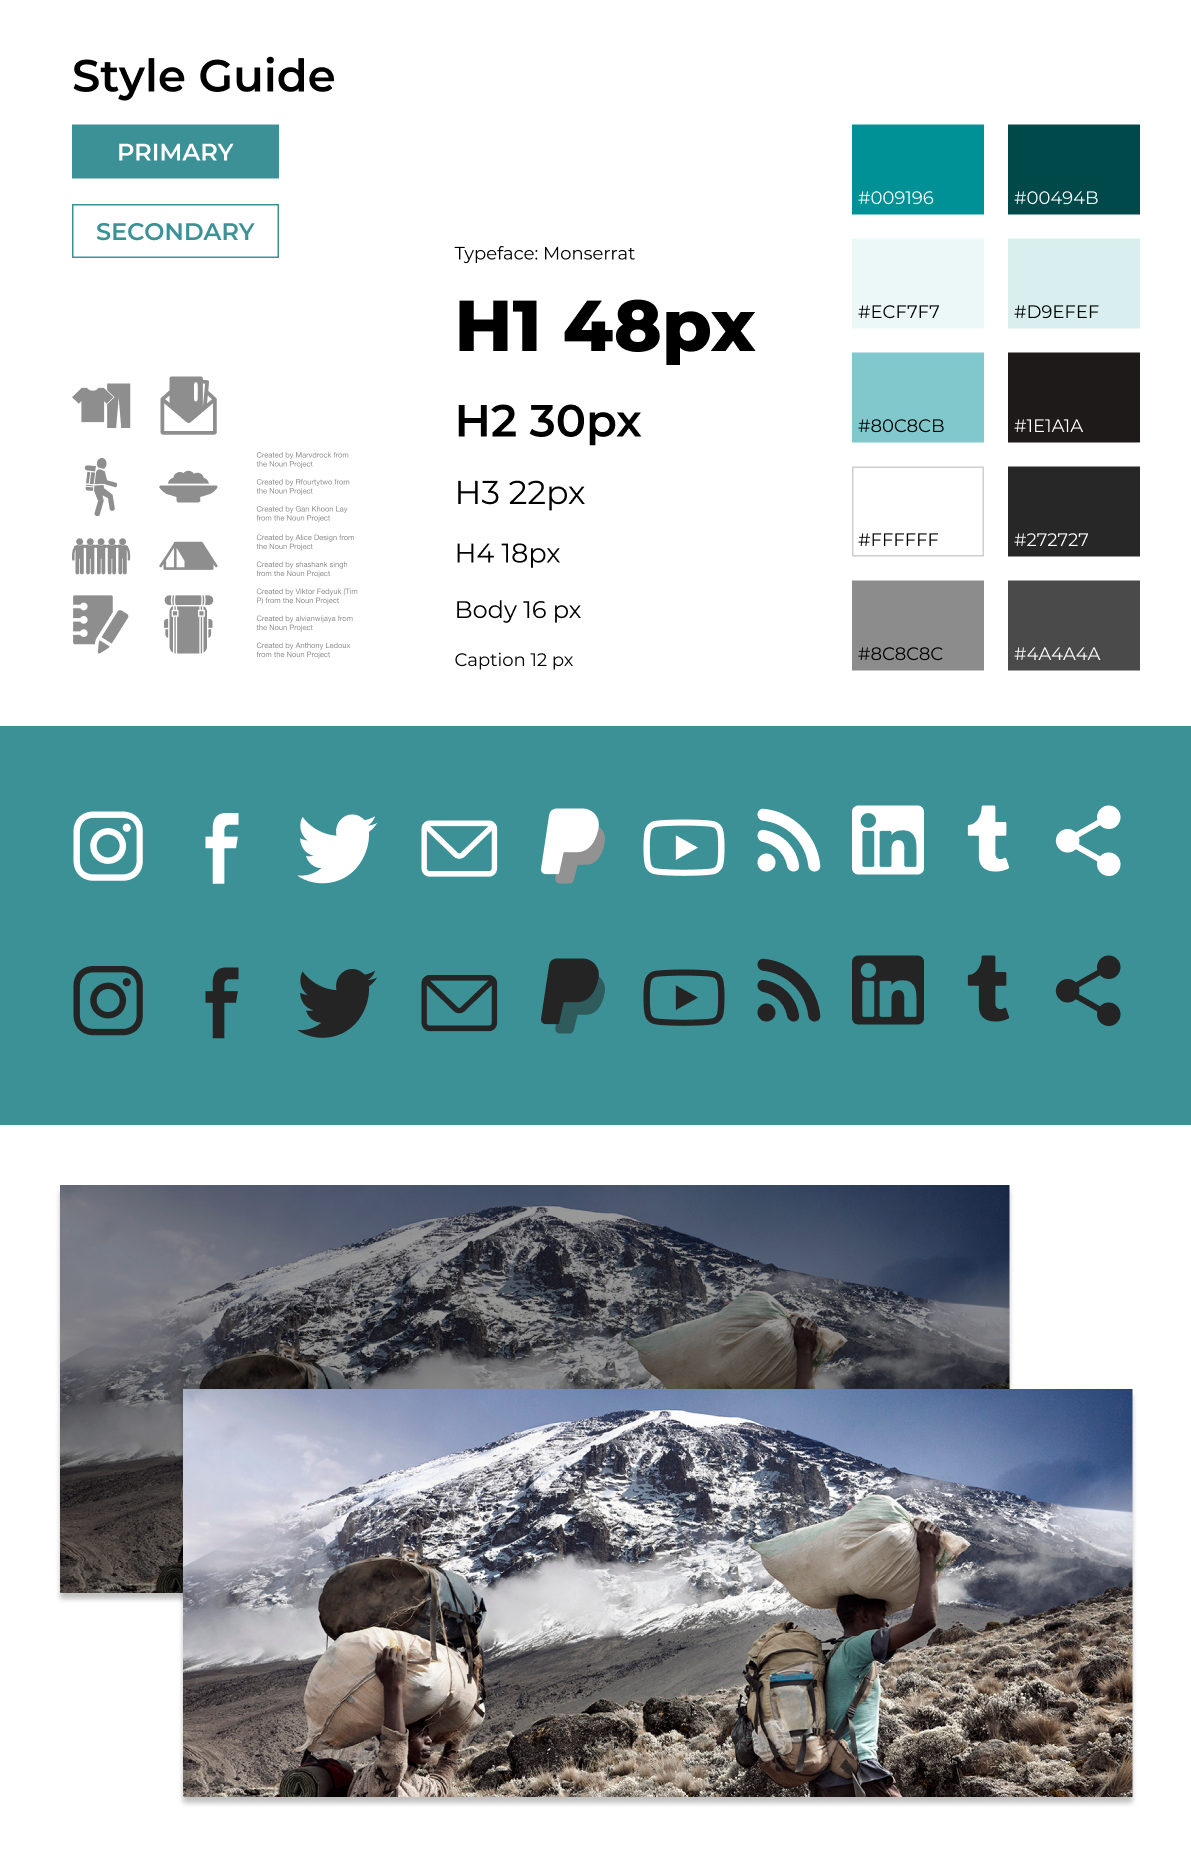 Style Guide
PRIMARY
SECONDARY
Created by Marvdrock from
the Noun Project
Created by Rfourtytwo from
the Noun Project
Created by Gan Khoon Lay
from the Noun Project
Created by Alice Design from
the Noun Project
Created by shashank singh
from the Noun Project
Created by Viktor Fedyuk (Tim
P) from the Noun Project
Created by alvianwijaya from
the Noun Project
Created by Anthony Ledoux
from the Noun Project
Typeface: Monserrat
H1 48px
H2 30px
H3 22px
H4 18px
Body 16 px
Caption 12 px
#009196
#00494B
#ECF7F7
#D9EFEF
#80C8CB
#1E1A1A
#FFFFFF
#272727
#8C8C8C
#4A4A4A